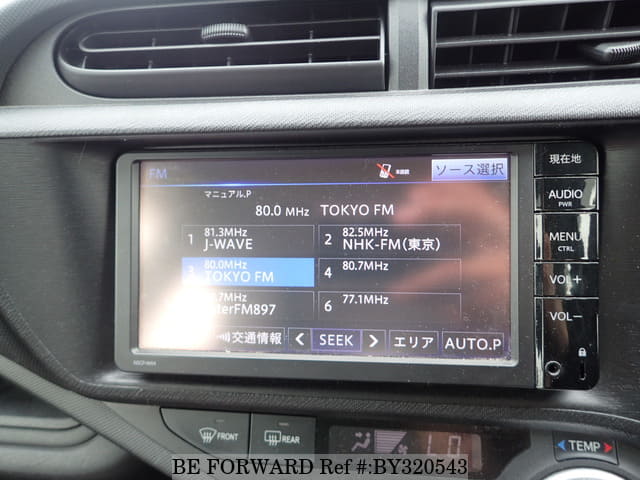 FM
ソース選択
マニュアル.P
80.0 MHz TOKYO FM
1 81.3MHz J-WAVE
2 82.5MHz NHK-FM(東京)
3 80.0MHz TOKYO FM
4 80.7MHz
.7MHz terFM897
6 77.1MHz
交通情報
SEEK
エリア
AUTO.P
現在地
AUDIO
PWR
MENU
CTRL
VOL+
VOL-
FRONT
REAR
TEMP
BE FORWARD Ref #:BY320543